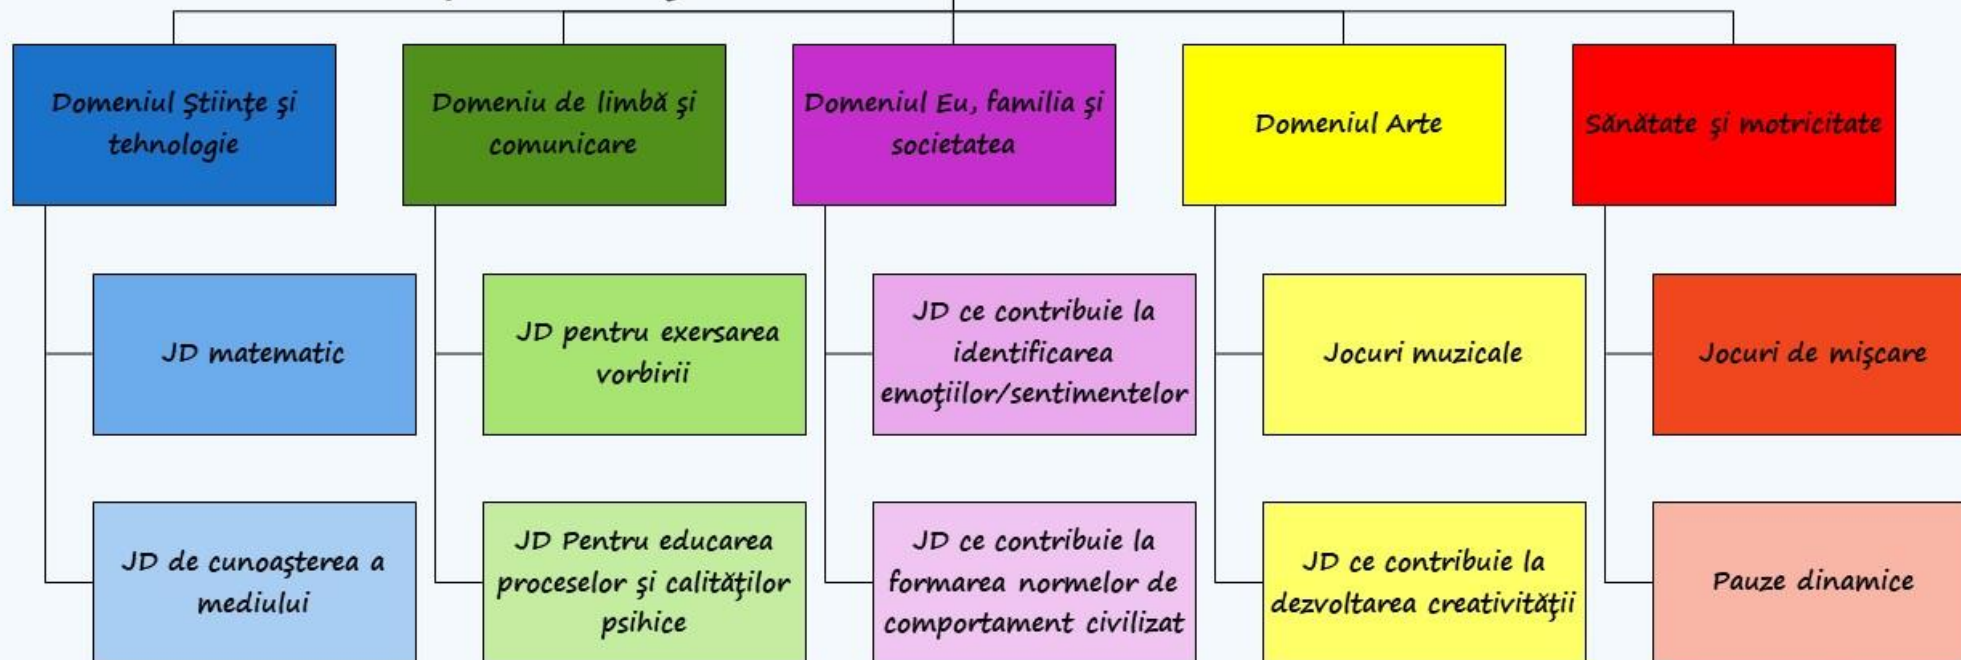 Domeniul Ştiinţe şi
tehnologie
Domeniu de limbă şi
comunicare
Domeniul Eu, familia şi
societatea
Domeniul Arte
Sănătate şi motricitate
JD matematic
JD pentru exersarea
vorbirii
JD ce contribuie la
identificarea
emoţiilor/sentimentelor
Jocuri muzicale
Jocuri de mişcare
JD de cunoaşterea a
mediului
JD Pentru educarea
proceselor şi calităţilor
psihice
JD ce contribuie la
formarea normelor de
comportament civilizat
JD ce contribuie la
dezvoltarea creativităţii
Pauze dinamice